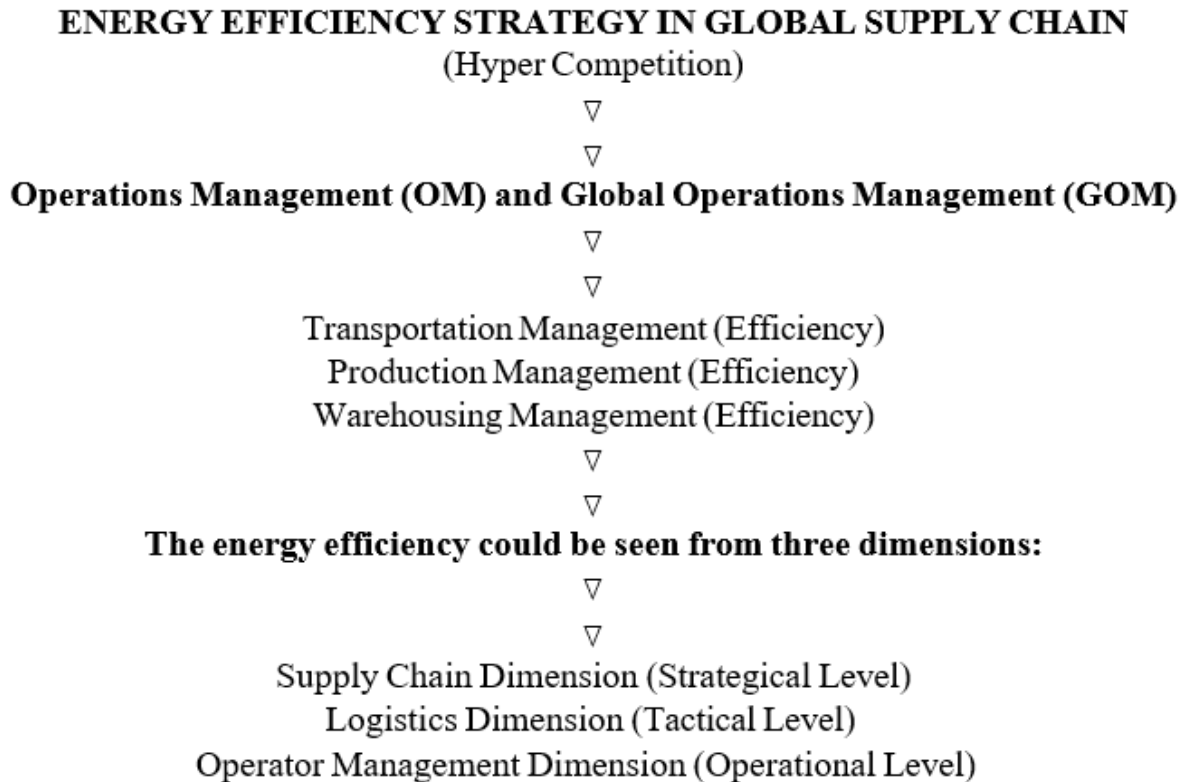 ENERGY EFFICIENCY STRATEGY IN GLOBAL SUPPLY CHAIN
(Hyper Competition)
▽
▽
Operations Management (OM) and Global Operations Management (GOM)
▽
▽
Transportation Management (Efficiency)
Production Management (Efficiency)
Warehousing Management (Efficiency)
▽
▽
The energy efficiency could be seen from three dimensions:
▽
▽
Supply Chain Dimension (Strategical Level)
Logistics Dimension (Tactical Level)
Operator Management Dimension (Operational Level)